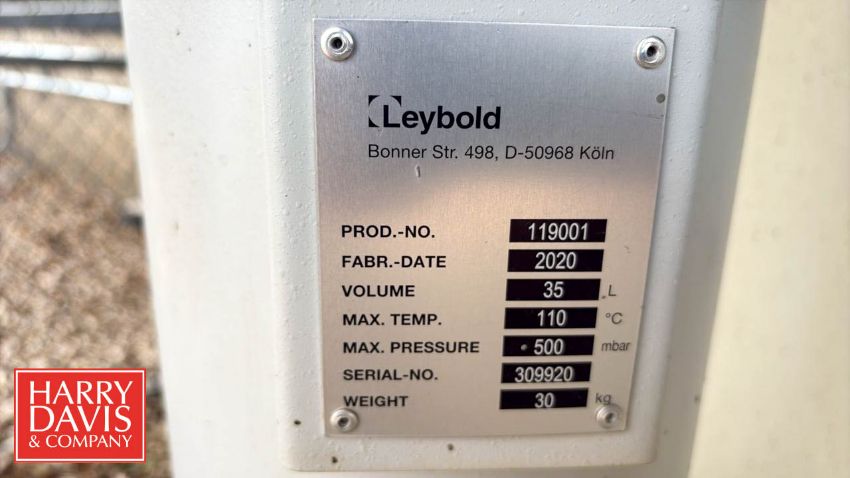 Leybold
Bonner Str. 498, D-50968 Köln
PROD.-NO. 119001
FABR.-DATE 2020
VOLUME 35 L
MAX. TEMP. 110 °C
MAX. PRESSURE 500 mbar
SERIAL-NO. 309920
WEIGHT 30 kg
HARRY
DAVIS
& COMPANY